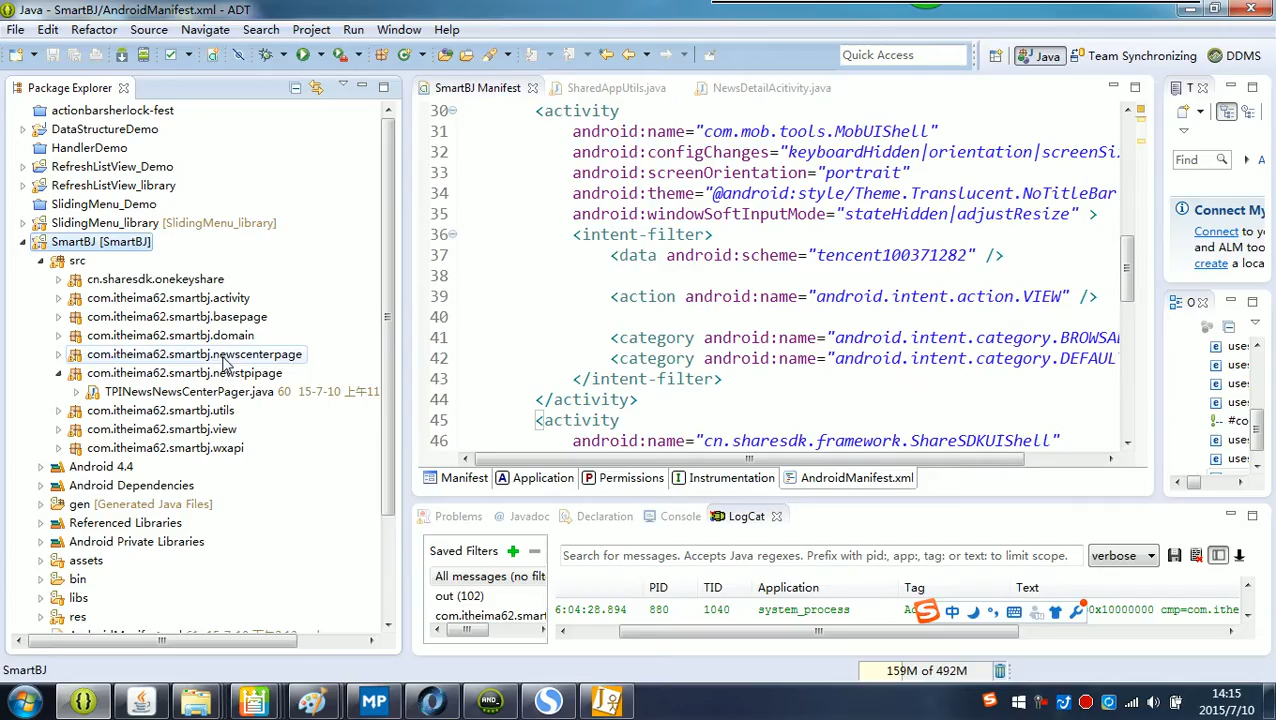 Java - SmartBJ/AndroidManifest.xml - ADT
File Edit Refactor Source Navigate Search Project Run Window Help
Quick Access
Java
Team Synchronizing
DDMS
Package Explorer
actionbarsherlock-fest
DataStructureDemo
HandlerDemo
RefreshListView_Demo
RefreshListView_library
SlidingMenu_Demo
SlidingMenu_library [SlidingMenu_library]
SmartBJ [SmartBJ]
src
cn.sharesdk.onekeyshare
com.itheima62.smartbj.activity
com.itheima62.smartbj.basepage
com.itheima62.smartbj.domain
com.itheima62.smartbj.newscenterpage
com.itheima62.smartbj.newstpipage
TPINewsNewsCenterPager.java 60 15-7-10 上午11
com.itheima62.smartbj.utils
com.itheima62.smartbj.view
com.itheima62.smartbj.wxapi
Android 4.4
Android Dependencies
gen [Generated Java Files]
Referenced Libraries
Android Private Libraries
assets
bin
libs
res
SmartBJ Manifest
SharedAppUtils.java
NewsDetailAcitivity.java
30 <activity
31 android:name="com.mob.tools.MobUIShell"
32 android:configChanges="keyboardHidden|orientation|screenSi
33 android:screenOrientation="portrait"
34 android:theme="@android:style/Theme.Translucent.NoTitleBar
35 android:windowSoftInputMode="stateHidden|adjustResize" >
36 <intent-filter>
37 <data android:scheme="tencent100371282" />
38
39 <action android:name="android.intent.action.VIEW" />
40
41 <category android:name="android.intent.category.BROWSA
42 <category android:name="android.intent.category.DEFAUL
43 </intent-filter>
44 </activity>
45 <activity
46 android:name="cn.sharesdk.framework.ShareSDKUIShell"
Manifest
Application
Permissions
Instrumentation
AndroidManifest.xml
T
Find
A
Connect My
Connect to you
and ALM too
create a loca
O
uses
uses
uses
uses
#co
uses
Problems
Javadoc
Declaration
Console
LogCat
Saved Filters
All messages (no filt
out (102)
com.itheima62.smart
Search for messages. Accepts Java regexes. Prefix with pid:, app:, tag: or text: to limit scope.
verbose
PID TID Application Tag Text
6:04:28.894 880 1040 system_process 0x10000000 cmp=com.ithe
中
SmartBJ
159M of 492M
MP
AND_
14:15
2015/7/10